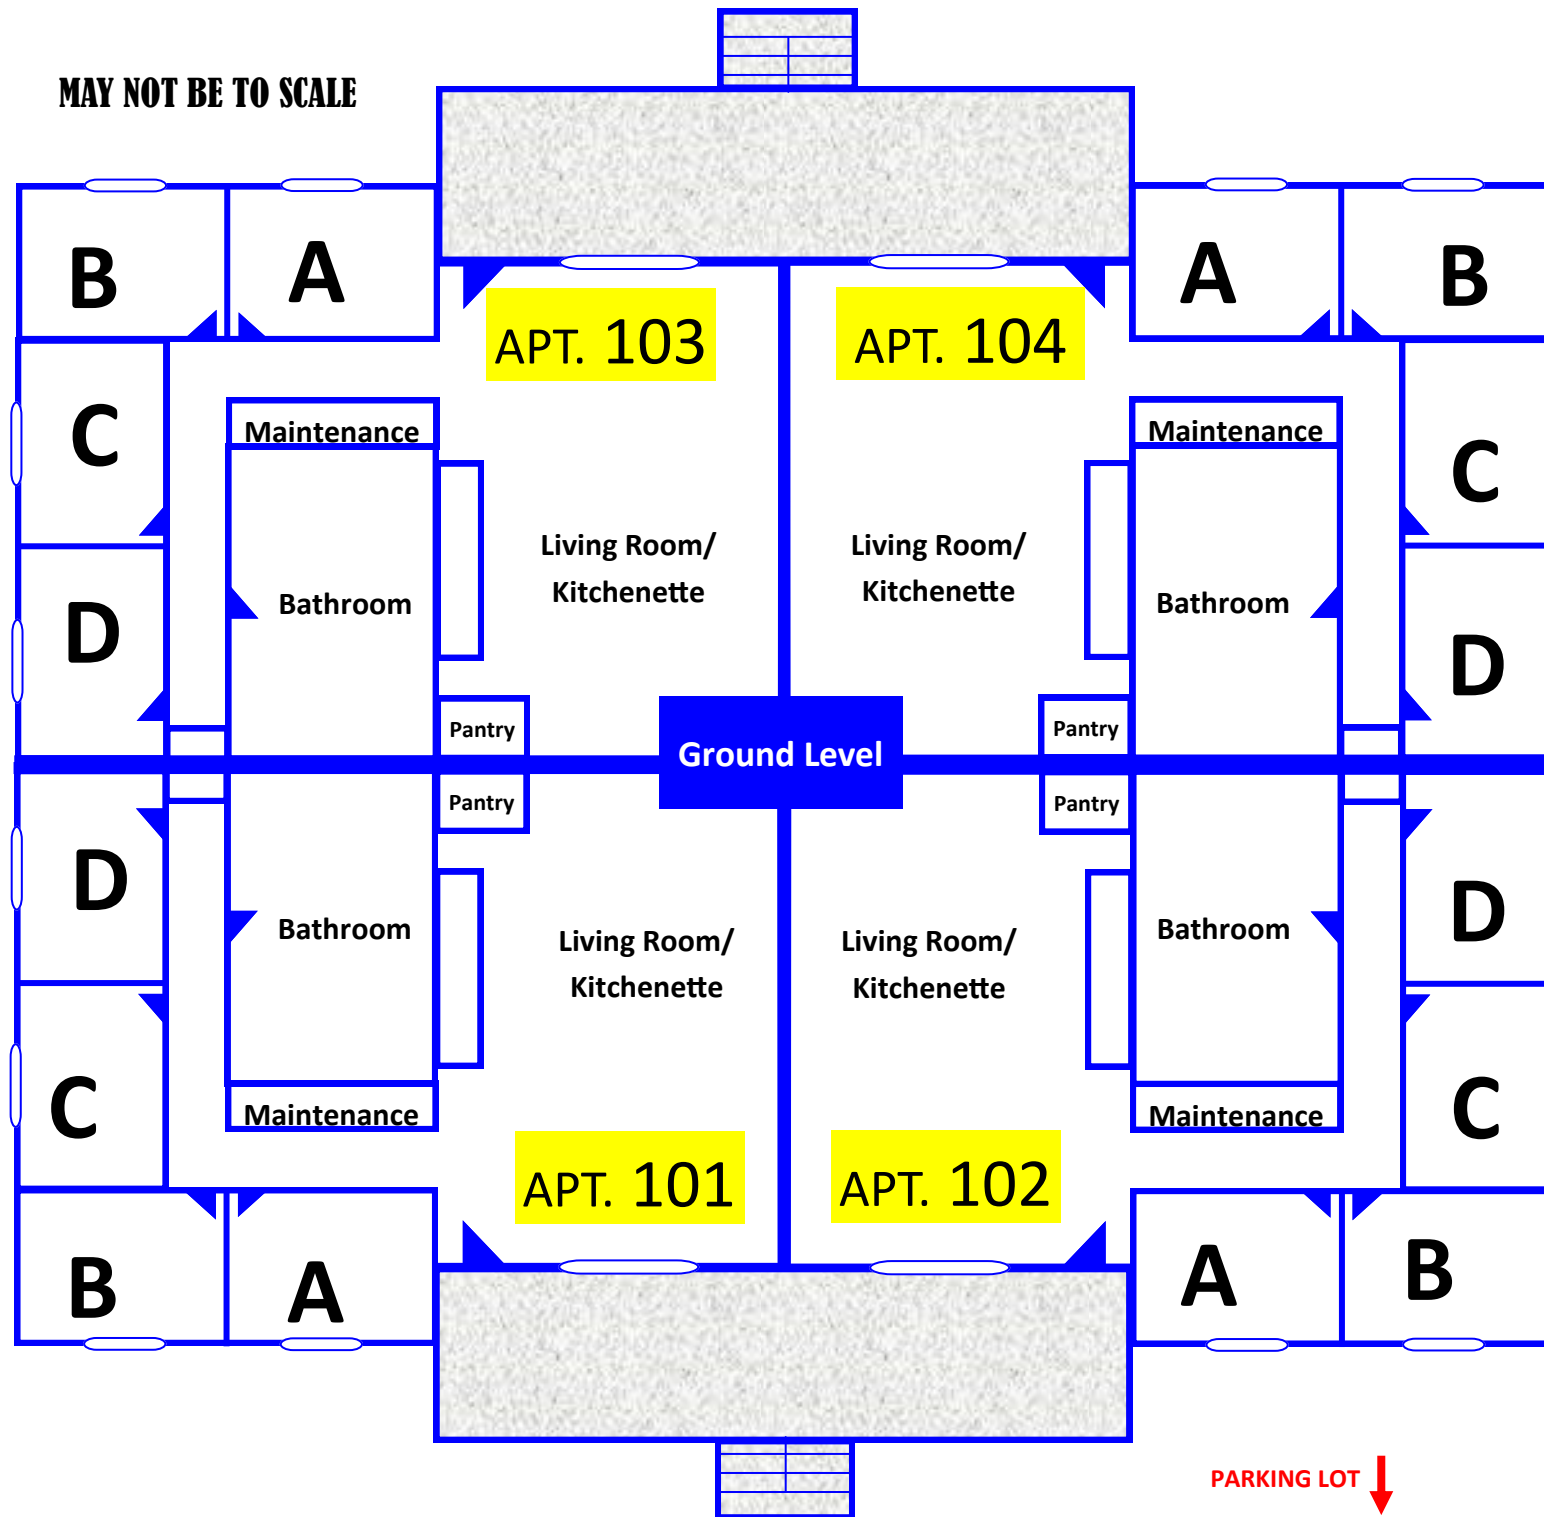 MAY NOT BE TO SCALE
B A A B
APT. 103 APT. 104
C Maintenance Maintenance C
Living Room/ Living Room/
Kitchenette Kitchenette
D Bathroom Bathroom D
Pantry Pantry
Ground Level
Pantry Pantry
D Bathroom Bathroom D
Living Room/ Living Room/
Kitchenette Kitchenette
C Maintenance Maintenance C
APT. 101 APT. 102
B A A B
PARKING LOT